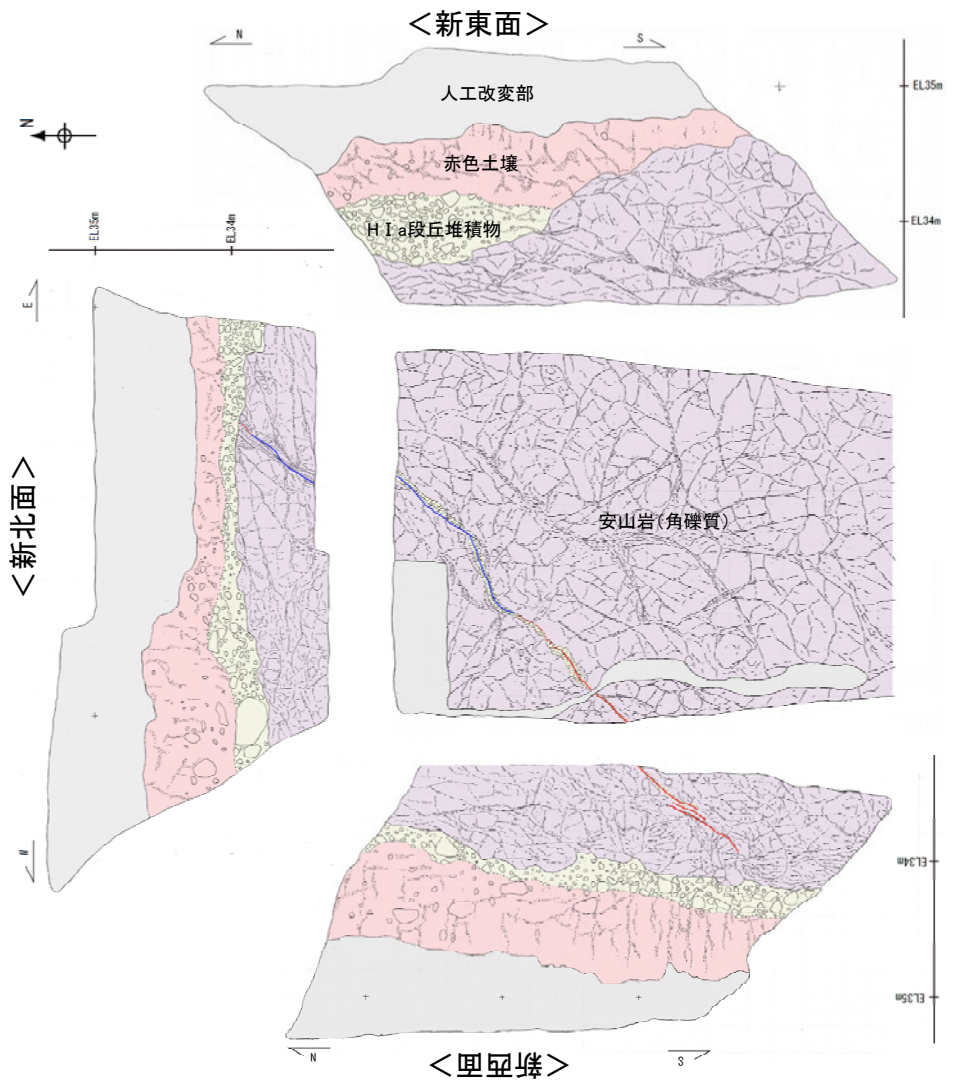 <新東面>
N
S
人工改変部
EL35m
N
赤色土壌
EL34m
HⅠa段丘堆積物
EL35m
EL34m
E
<新北面>
安山岩(角礫質)
W
EL34m
EL35m
N
<新西面>
S